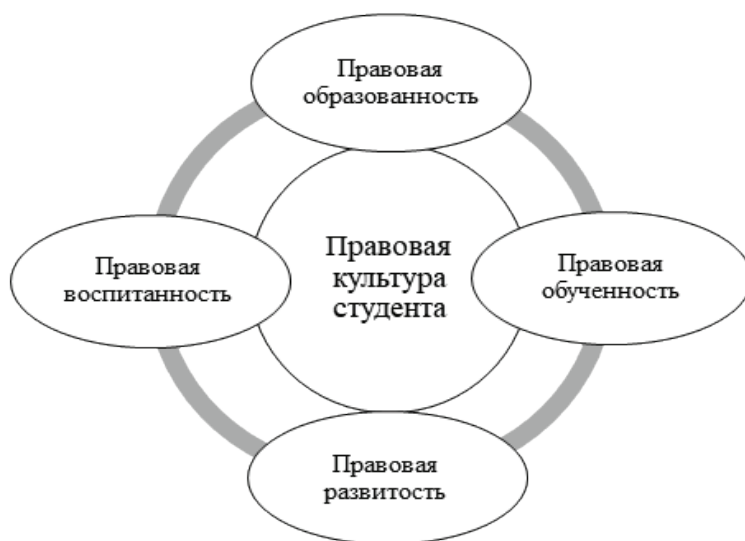 Правовая
образованность
Правовая
воспитанность
Правовая
культура
студента
Правовая
обученность
Правовая
развитость